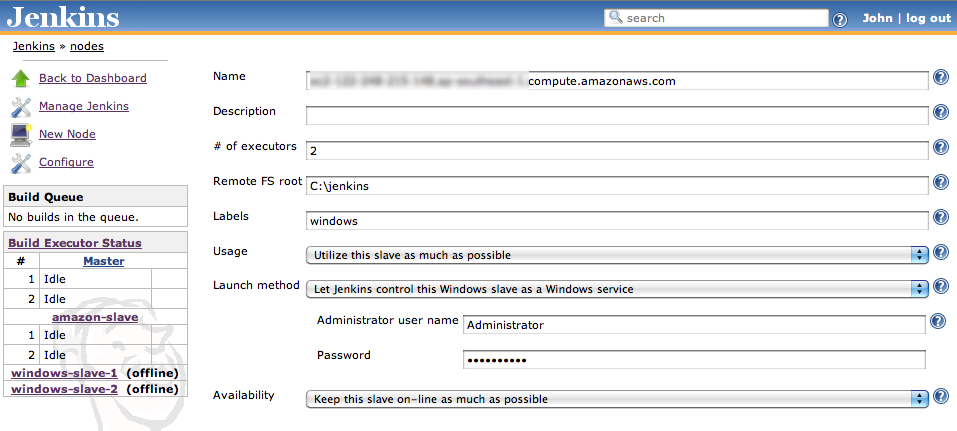 Jenkins
search
John | log out
Jenkins » nodes
Back to Dashboard
Manage Jenkins
New Node
Configure
Build Queue
No builds in the queue.
Build Executor Status
# Master
1 Idle
2 Idle
amazon-slave
1 Idle
2 Idle
windows-slave-1 (offline)
windows-slave-2 (offline)
Name .compute.amazonaws.com
Description
# of executors 2
Remote FS root C:\jenkins
Labels windows
Usage Utilize this slave as much as possible
Launch method Let Jenkins control this Windows slave as a Windows service
Administrator user name Administrator
Password ••••••••••
Availability Keep this slave on-line as much as possible